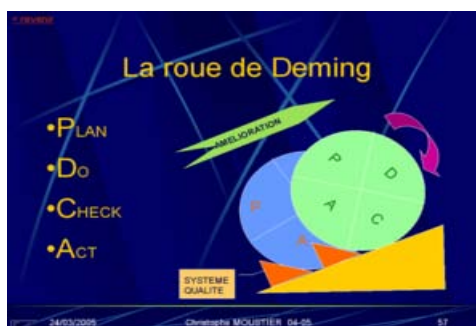 La roue de Deming
•PLAN
•DO
•CHECK
•ACT
AMELIORATION
P
D
A
C
P
A
SYSTEME
QUALITE
24/03/2005
Christophe MOUSTIER 04-05
57